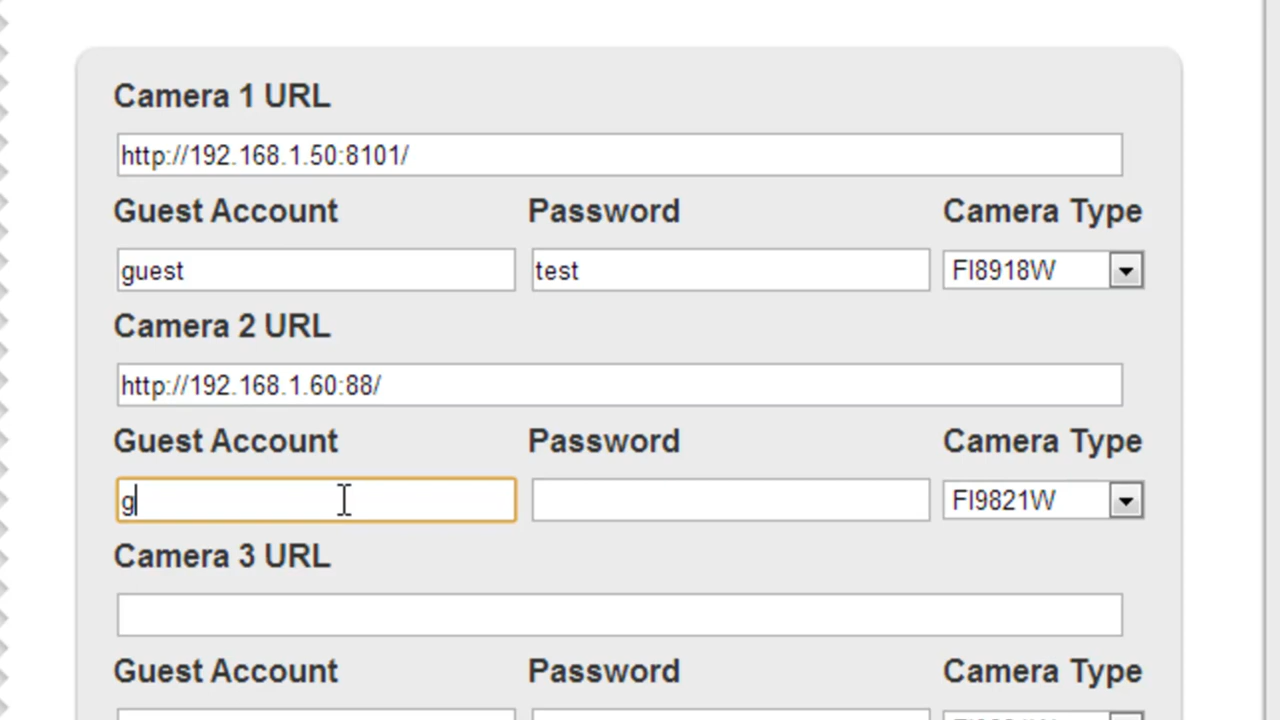 Camera 1 URL
http://192.168.1.50:8101/
Guest Account Password Camera Type
guest test FI8918W
Camera 2 URL
http://192.168.1.60:88/
Guest Account Password Camera Type
g FI9821W
Camera 3 URL
Guest Account Password Camera Type